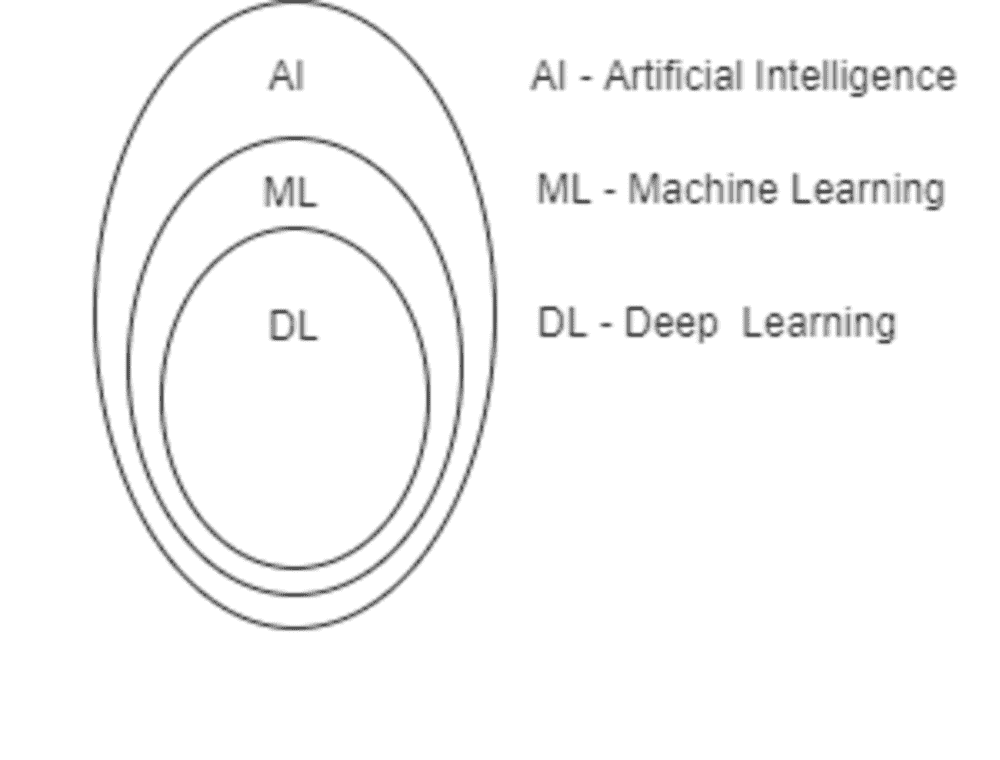 AI
AI - Artificial Intelligence
ML
ML - Machine Learning
DL
DL - Deep  Learning